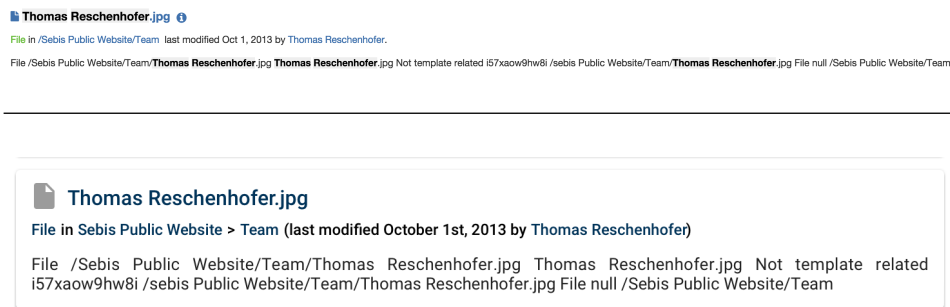 Thomas Reschenhofer.jpg
File in /Sebis Public Website/Team last modified Oct 1, 2013 by Thomas Reschenhofer.
File /Sebis Public Website/Team/Thomas Reschenhofer.jpg Thomas Reschenhofer.jpg Not template related i57xaow9hw8i /sebis Public Website/Team/Thomas Reschenhofer.jpg File null /Sebis Public Website/Team
Thomas Reschenhofer.jpg
File in Sebis Public Website > Team (last modified October 1st, 2013 by Thomas Reschenhofer)
File /Sebis Public Website/Team/Thomas Reschenhofer.jpg Thomas Reschenhofer.jpg Not template related
i57xaow9hw8i /sebis Public Website/Team/Thomas Reschenhofer.jpg File null /Sebis Public Website/Team